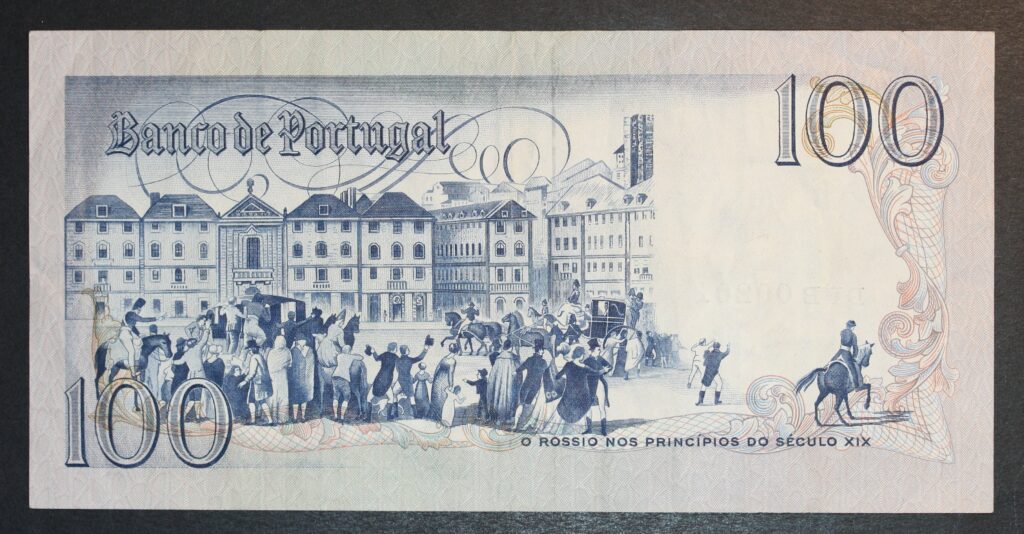 Banco de Portugal
100
100
O ROSSIO NOS PRINCÍPIOS DO SÉCULO XIX